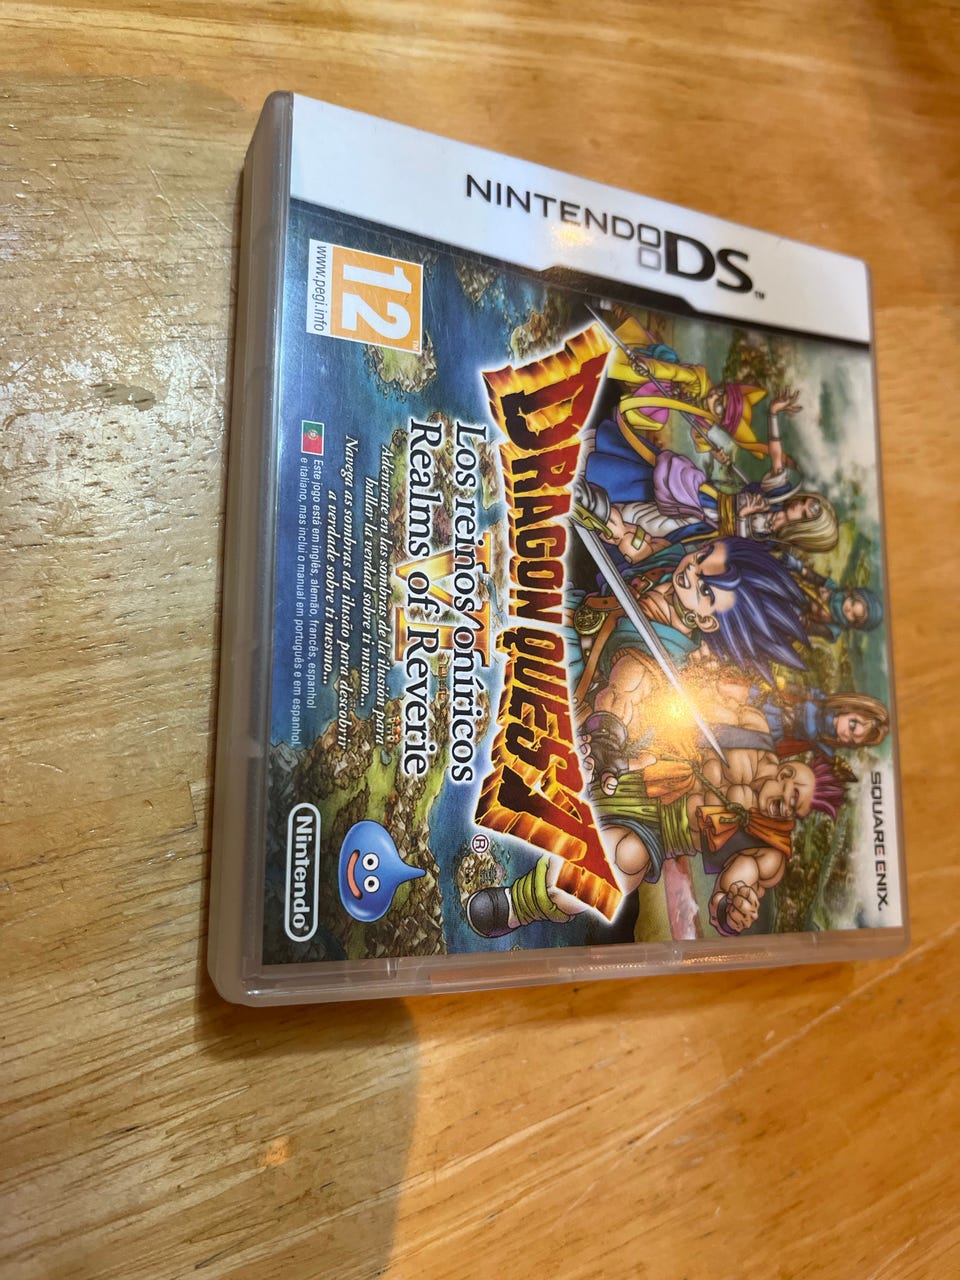 NINTENDO DS™
SQUARE ENIX.
DRAGON QUEST®
VI
Los reinos oníricos
Realms of Reverie
Adéntrate en las sombras de la ilusión para
hallar la verdad sobre ti mismo...
Navega as sombras da ilusão para descobrir
a verdade sobre ti mesmo...
12™
www.pegi.info
Este jogo está em inglês, alemão, francês, espanhol
e italiano, mas inclui o manual em português e em espanhol.
Nintendo®